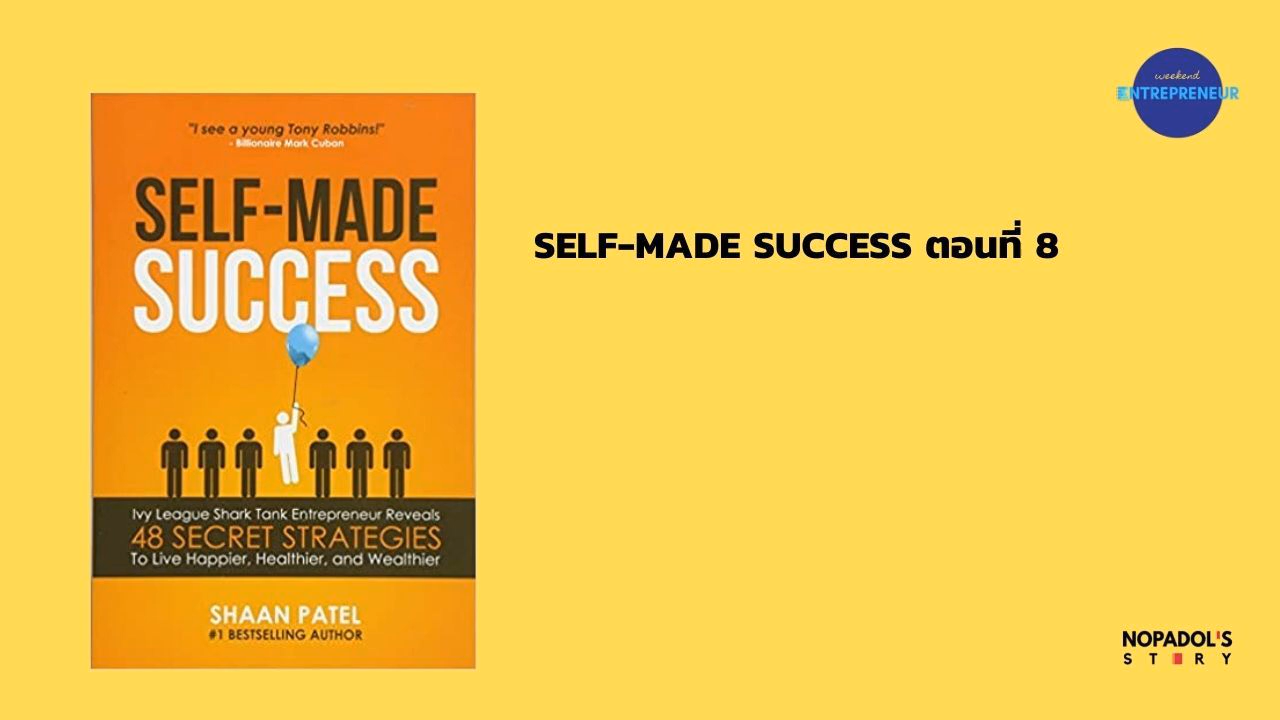 weekend
ENTREPRENEUR
"I see a young Tony Robbins!"
- Billionaire Mark Cuban
SELF-MADE
SUCCESS
Ivy League Shark Tank Entrepreneur Reveals
48 SECRET STRATEGIES
To Live Happier, Healthier, and Wealthier
SHAAN PATEL
#1 BESTSELLING AUTHOR
SELF-MADE SUCCESS ตอนที่ 8
NOPADOL'S
STORY